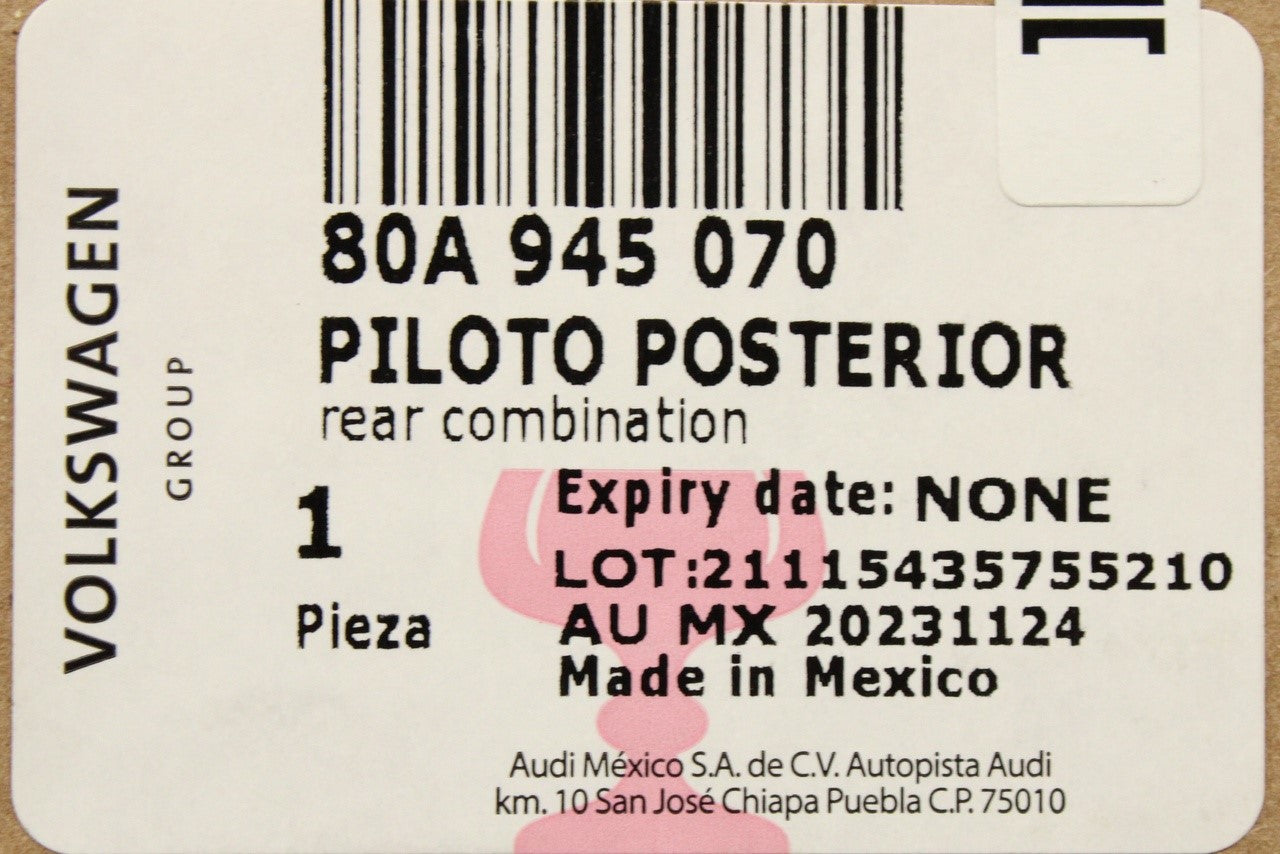 VOLKSWAGEN
GROUP
80A 945 070
PILOTO POSTERIOR
rear combination
1
Pieza
Expiry date: NONE
LOT:21115435755210
AU MX 20231124
Made in Mexico
Audi México S.A. de C.V. Autopista Audi
km. 10 San José Chiapa Puebla C.P. 75010